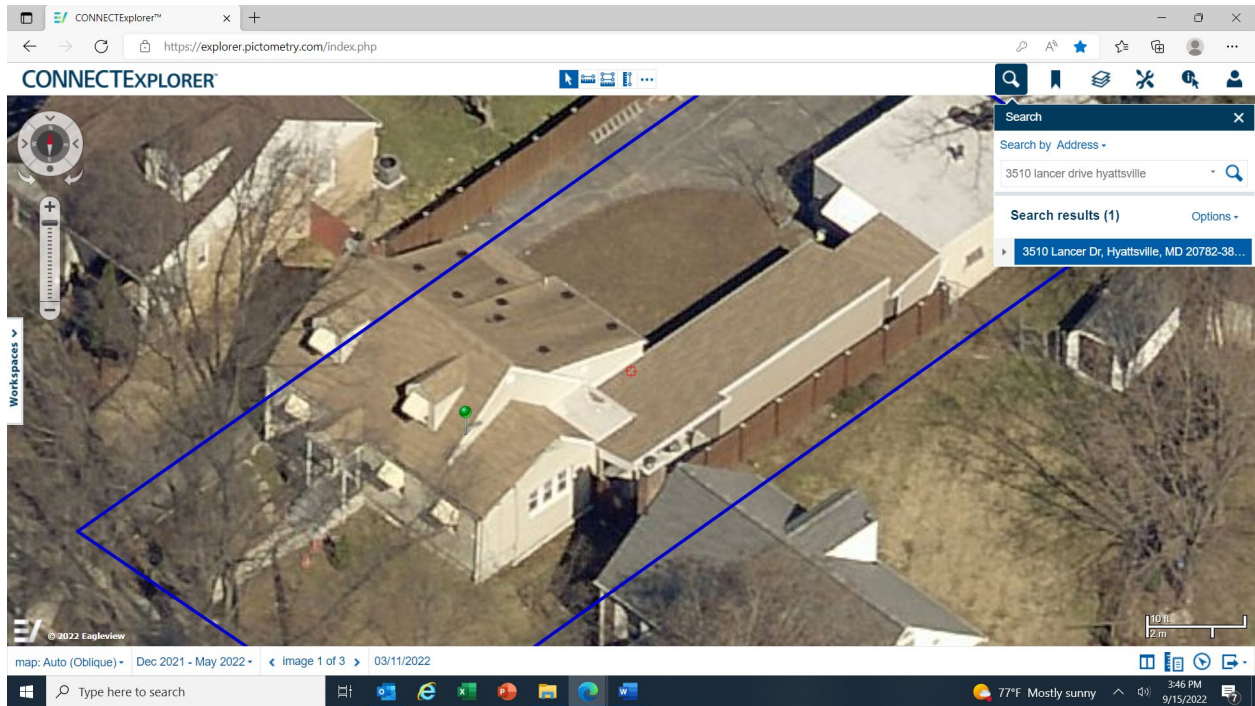 CONNECTExplorer™
https://explorer.pictometry.com/index.php
CONNECTEXPLORER™
Search
Search by Address
3510 lancer drive hyattsville
Search results (1)
Options
3510 Lancer Dr, Hyattsville, MD 20782-38...
Workspaces
© 2022 Eagleview
10 ft
2 m
map: Auto (Oblique)
Dec 2021 - May 2022
image 1 of 3
03/11/2022
Type here to search
77°F Mostly sunny
3:46 PM
9/15/2022
7